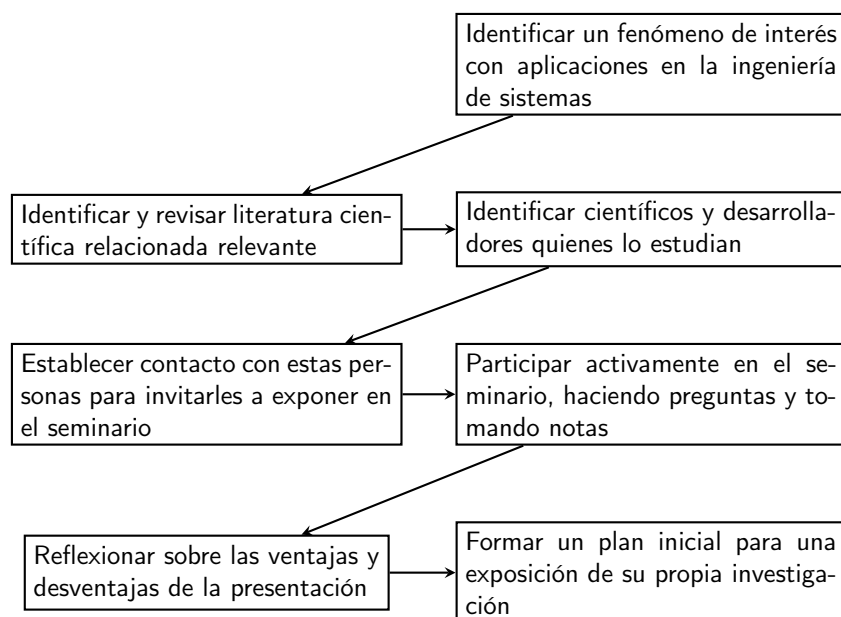 Identificar un fenómeno de interés
con aplicaciones en la ingeniería
de sistemas
Identificar y revisar literatura cien-
tífica relacionada relevante
Identificar científicos y desarrolla-
dores quienes lo estudian
Establecer contacto con estas per-
sonas para invitarles a exponer en
el seminario
Participar activamente en el se-
minario, haciendo preguntas y to-
mando notas
Reflexionar sobre las ventajas y
desventajas de la presentación
Formar un plan inicial para una
exposición de su propia investiga-
ción